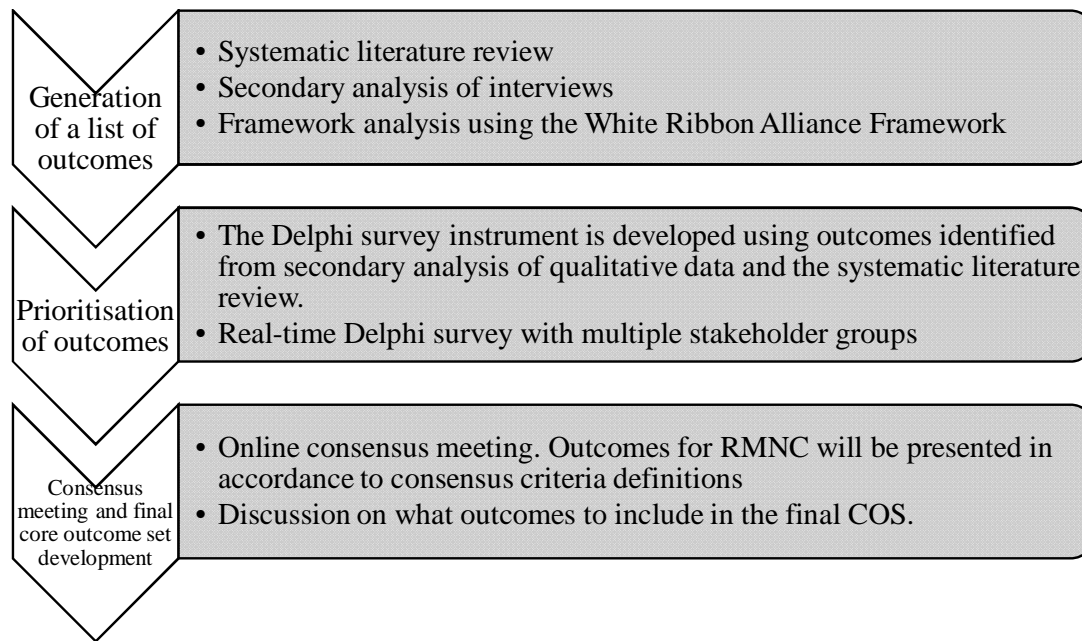 Generation
of a list of
outcomes
• Systematic literature review
• Secondary analysis of interviews
• Framework analysis using the White Ribbon Alliance Framework
Prioritisation
of outcomes
• The Delphi survey instrument is developed using outcomes identified
from secondary analysis of qualitative data and the systematic literature
review.
• Real-time Delphi survey with multiple stakeholder groups
Consensus
meeting and final
core outcome set
development
• Online consensus meeting. Outcomes for RMNC will be presented in
accordance to consensus criteria definitions
• Discussion on what outcomes to include in the final COS.